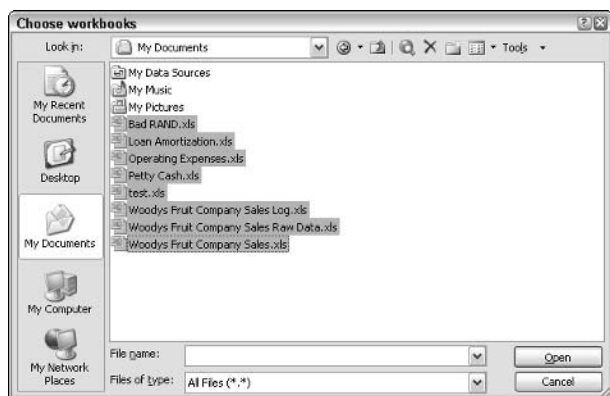 Choose workbooks
Look in:
My Documents
Tools
My Recent
Documents
Desktop
My Documents
My Computer
My Network
Places
My Data Sources
My Music
My Pictures
Bad RAND.xls
Loan Amortization.xls
Operating Expenses.xls
Petty Cash.xls
test.xls
Woodys Fruit Company Sales Log.xls
Woodys Fruit Company Sales Raw Data.xls
Woodys Fruit Company Sales.xls
File name:
Open
Files of type:
All Files (*.*)
Cancel